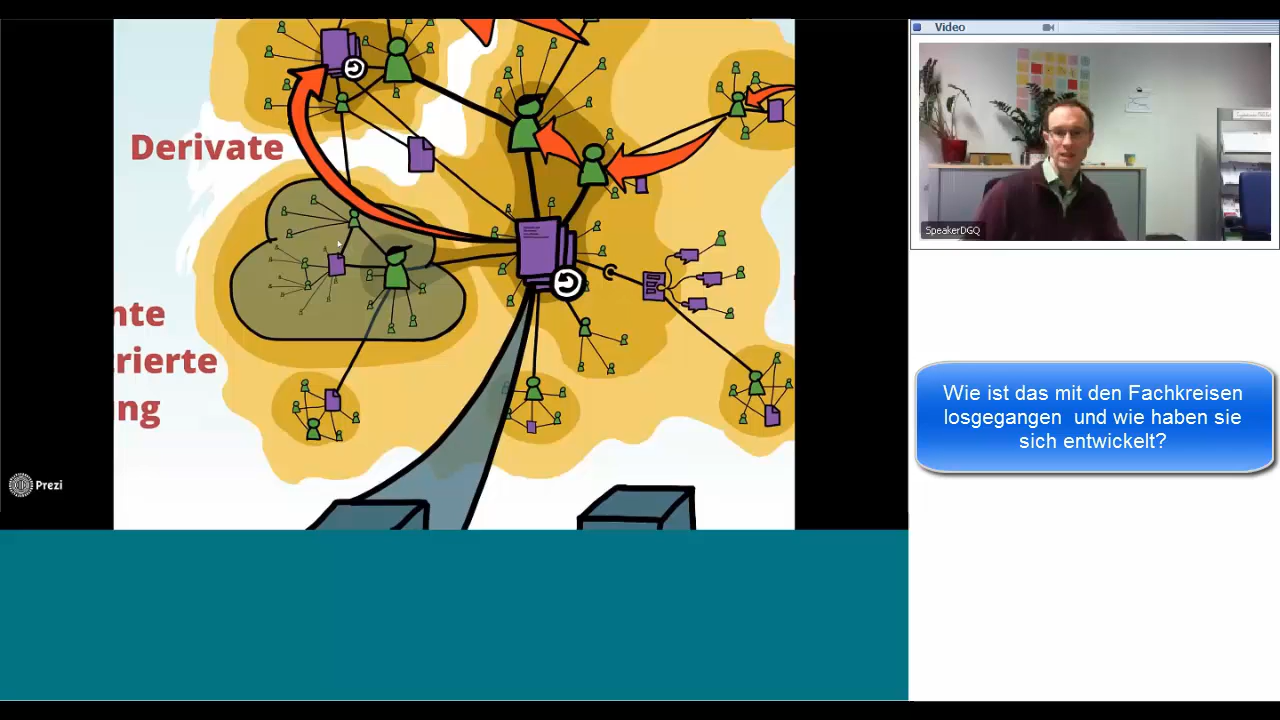 Video
Derivate
SpeakerDGQ
nte
rierte
ng
Wie ist das mit den Fachkreisen
losgegangen und wie haben sie
sich entwickelt?
Prezi